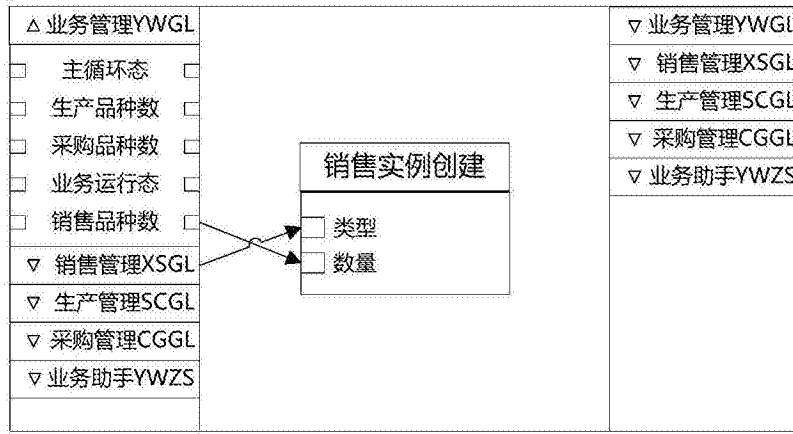 △业务管理YWGL
主循环态
生产品种数
采购品种数
业务运行态
销售品种数
▽ 销售管理XSGL
▽ 生产管理SCGL
▽ 采购管理CGGL
▽业务助手YWZS
销售实例创建
类型
数量
▽业务管理YWGL
▽ 销售管理XSGL
▽ 生产管理SCGL
▽ 采购管理CGGL
▽业务助手YWZS